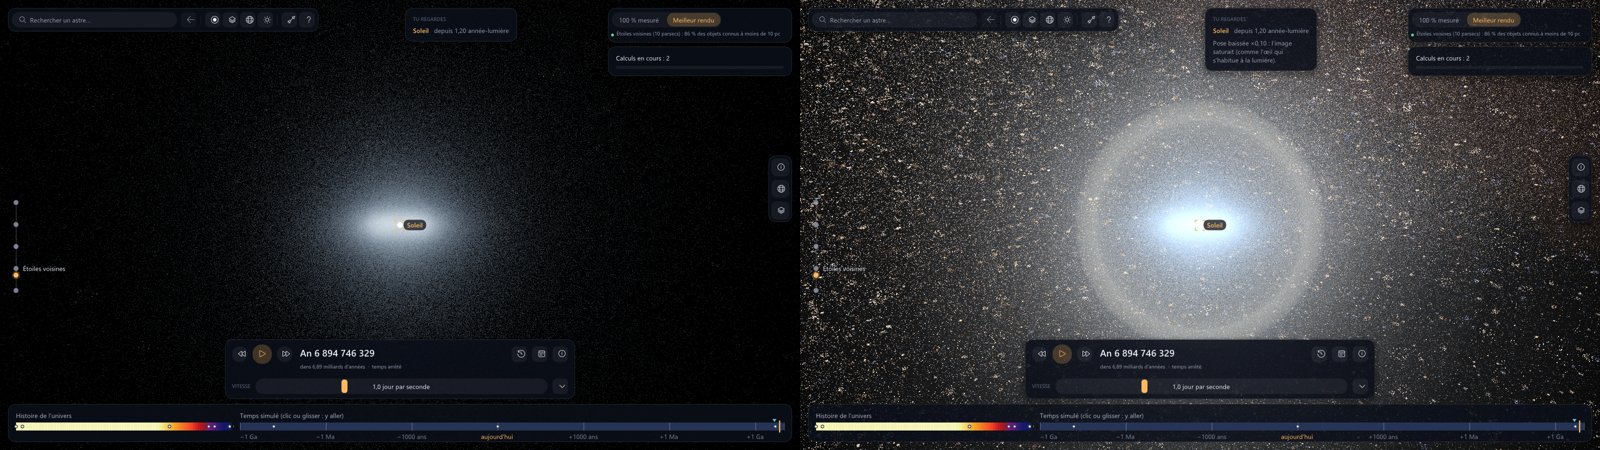 Rechercher un astre...
?
TU REGARDES
Soleil depuis 1,20 année-lumière
100 % mesuré
Meilleur rendu
Étoiles voisines (10 parsecs) : 86 % des objets connus à moins de 10 pc
Calculs en cours : 2
Soleil
Étoiles voisines
An 6 894 746 329
dans 6,89 milliards d'années · temps arrêté
VITESSE
1,0 jour par seconde
Histoire de l'univers
Temps simulé (clic ou glisser : y aller)
−1 Ga
−1 Ma
−1000 ans
aujourd'hui
+1000 ans
+1 Ma
+1 Ga
Rechercher un astre...
?
TU REGARDES
Soleil depuis 1,20 année-lumière
Pose baissée ×0,10 : l'image
saturait (comme l'œil qui
s'habitue à la lumière).
100 % mesuré
Meilleur rendu
Étoiles voisines (10 parsecs) : 86 % des objets connus à moins de 10 pc
Calculs en cours : 2
Soleil
Étoiles voisines
An 6 894 746 329
dans 6,89 milliards d'années · temps arrêté
VITESSE
1,0 jour par seconde
Histoire de l'univers
Temps simulé (clic ou glisser : y aller)
−1 Ga
−1 Ma
−1000 ans
aujourd'hui
+1000 ans
+1 Ma
+1 Ga